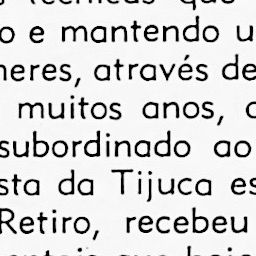 o e mantendo u
heres, através de
muitos anos,
subordinado ao
sta da Tijuca es
Retiro, recebeu